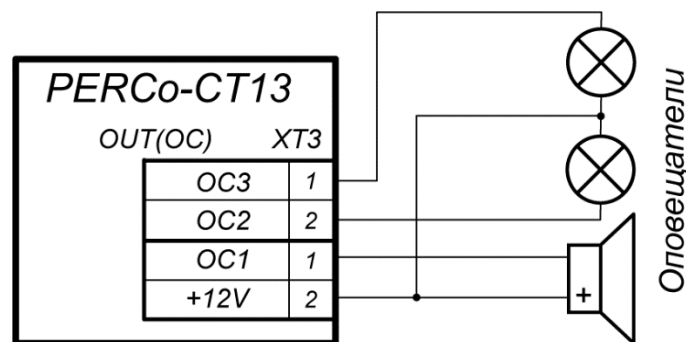 PERCo-CT13
OUT(OC) XT3
OC3 1
OC2 2
OC1 1
+12V 2
+
Оповещатели